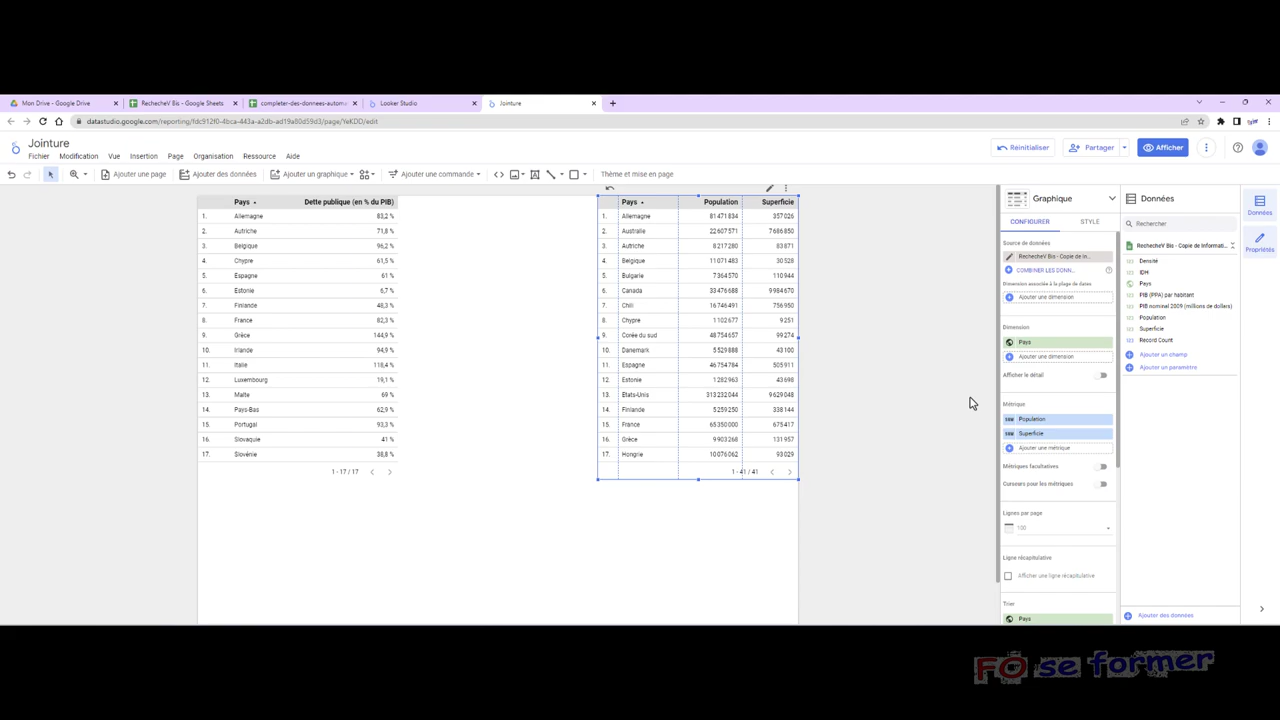 Mon Drive - Google Drive
RechecheV Bis - Google Sheets
completer-des-donnees-autom
Looker Studio
Jointure
datastudio.google.com/reporting/fdc912f0-4bca-443a-a2db-ad19a80d59d3/page/YeKDD/edit
Jointure
Fichier Modification Vue Insertion Page Organisation Ressource Aide
Réinitialiser Partager Afficher
Ajouter une page Ajouter des données Ajouter un graphique Ajouter une commande Thème et mise en page
Pays Dette publique (en % du PIB)
1. Allemagne 83,2 %
2. Autriche 71,8 %
3. Belgique 96,2 %
4. Chypre 61,5 %
5. Espagne 61 %
6. Estonie 6,7 %
7. Finlande 48,3 %
8. France 82,3 %
9. Grèce 144,9 %
10. Irlande 94,9 %
11. Italie 118,4 %
12. Luxembourg 19,1 %
13. Malte 69 %
14. Pays-Bas 62,9 %
15. Portugal 93,3 %
16. Slovaquie 41 %
17. Slovénie 38,8 %
1 - 17 / 17
Pays Population Superficie
1. Allemagne 81 471 834 357 026
2. Australie 22 607 571 7 686 850
3. Autriche 8 217 280 83 871
4. Belgique 11 071 483 30 528
5. Bulgarie 7 364 570 110 944
6. Canada 33 476 688 9 984 670
7. Chili 16 746 491 756 950
8. Chypre 1 102 677 9 251
9. Corée du sud 48 754 657 99 274
10. Danemark 5 529 888 43 100
11. Espagne 46 754 784 505 911
12. Estonie 1 282 963 43 698
13. Etats-Unis 313 232 044 9 629 048
14. Finlande 5 259 250 338 144
15. France 65 350 000 675 417
16. Grèce 9 903 268 131 957
17. Hongrie 10 076 062 93 029
1 - 41 / 41
Graphique
CONFIGURER STYLE
Source de données
RechecheV Bis - Copie de In...
COMBINER LES DONN...
Dimension associée à la plage de dates
Ajouter une dimension
Dimension
Pays
Ajouter une dimension
Afficher le détail
Métrique
SUM Population
SUM Superficie
Ajouter une métrique
Métriques facultatives
Curseurs pour les métriques
Lignes par page
100
Ligne récapitulative
Afficher une ligne récapitulative
Trier
Pays
Données
Rechercher
RechecheV Bis - Copie de Informati...
123 Densité
123 IDH
Pays
123 PIB (PPA) par habitant
123 PIB nominal 2009 (millions de dollars)
123 Population
123 Superficie
123 Record Count
Ajouter un champ
Ajouter un paramètre
Ajouter des données
Données
Propriétés
FO se former